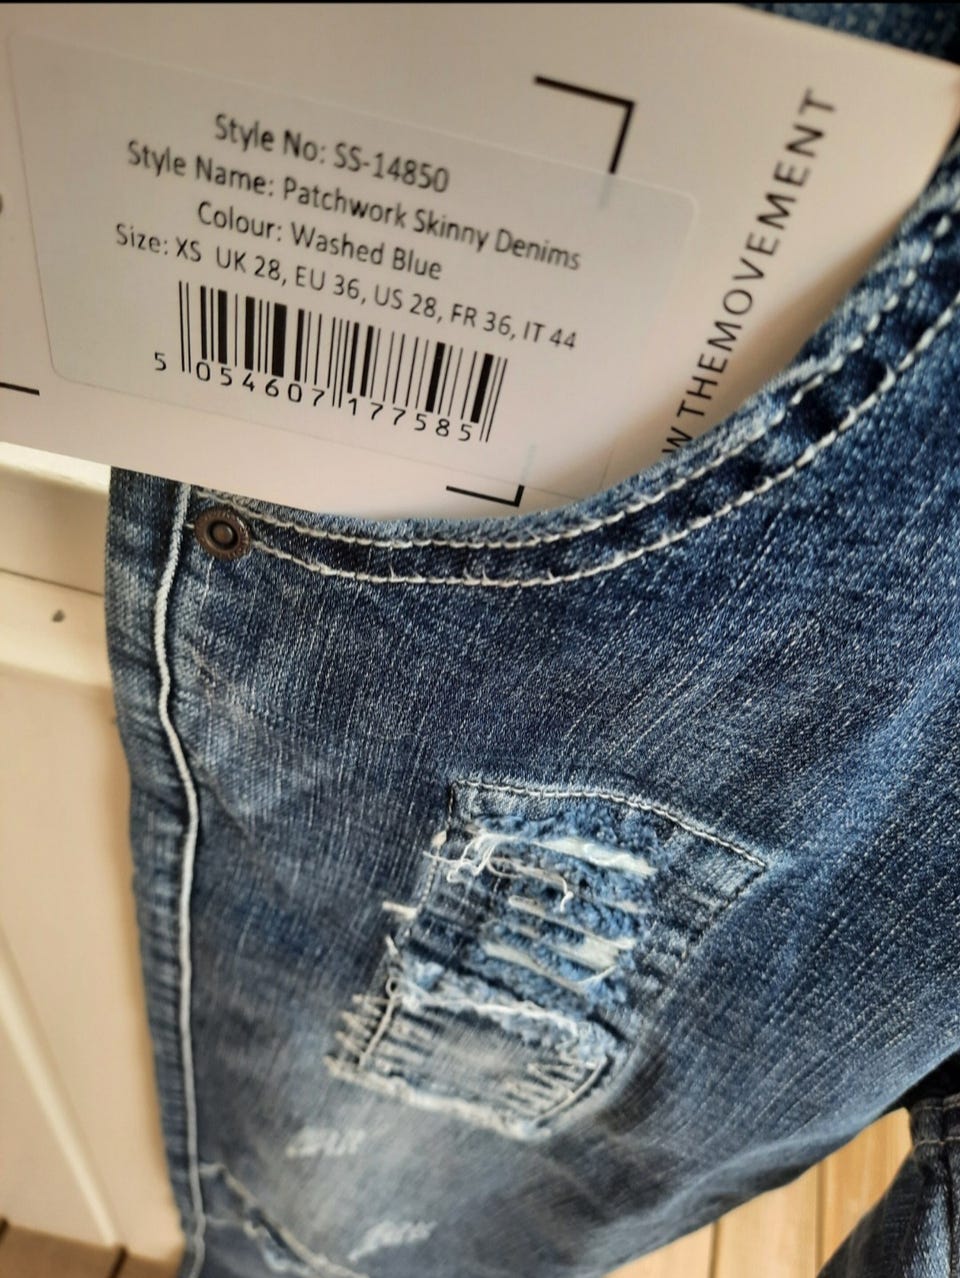 Style No: SS-14850
Style Name: Patchwork Skinny Denims
Colour: Washed Blue
Size: XS UK 28, EU 36, US 28, FR 36, IT 44
5 054607 177585
THEMOVEMENT